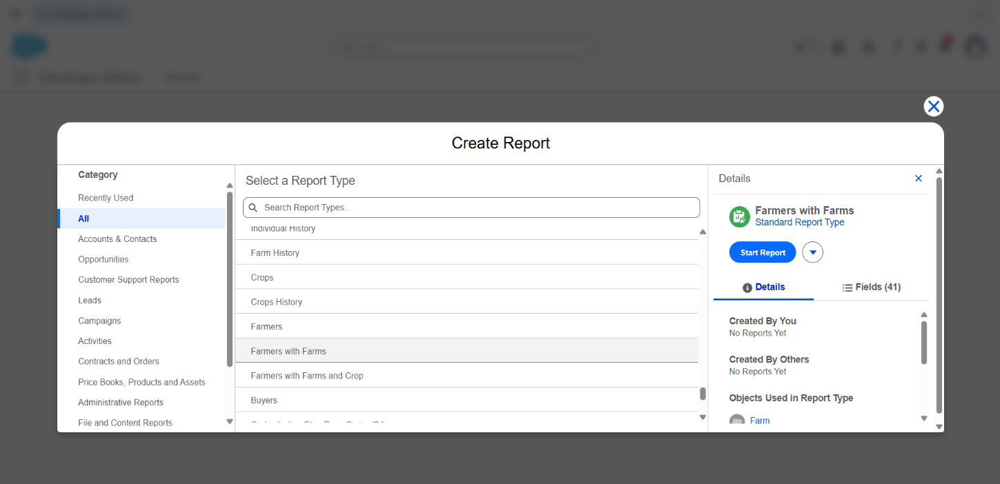 Create Report
Category
Recently Used
All
Accounts & Contacts
Opportunities
Customer Support Reports
Leads
Campaigns
Activities
Contracts and Orders
Price Books, Products and Assets
Administrative Reports
File and Content Reports
Select a Report Type
Search Report Types...
Individual History
Farm History
Crops
Crops History
Farmers
Farmers with Farms
Farmers with Farms and Crop
Buyers
Details
Farmers with Farms
Standard Report Type
Start Report
Details
Fields (41)
Created By You
No Reports Yet
Created By Others
No Reports Yet
Objects Used in Report Type
Farm